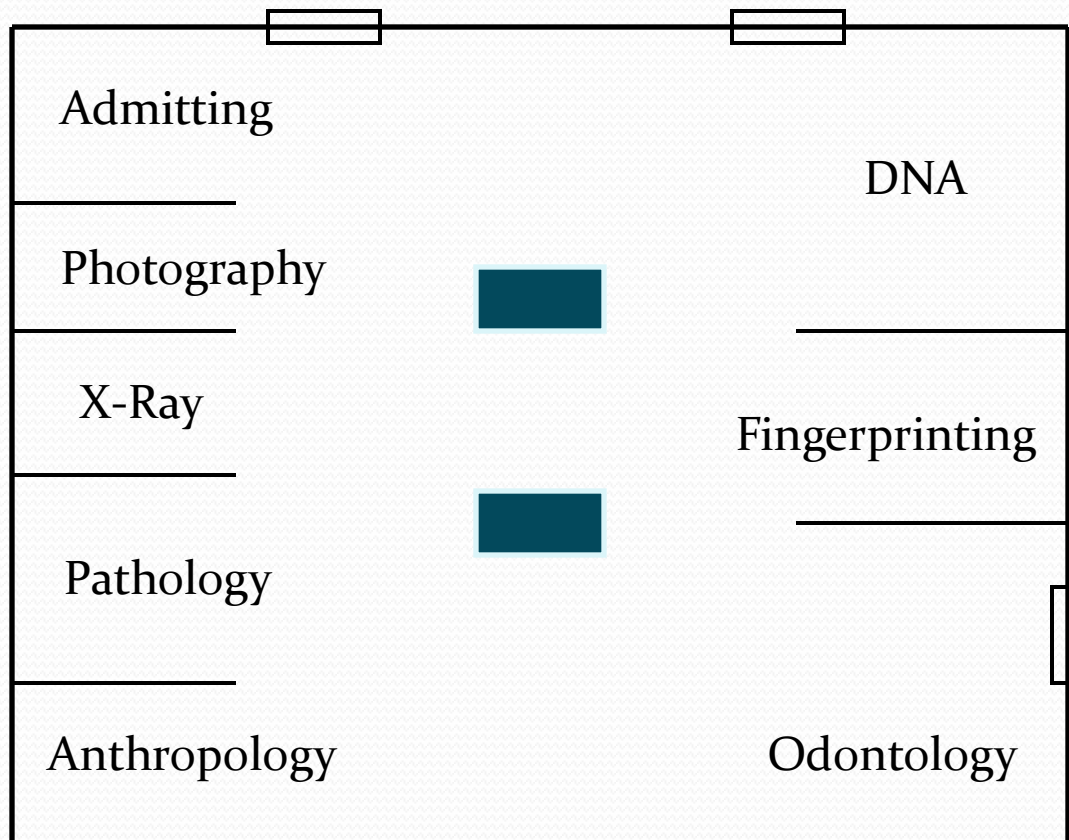 Admitting
DNA
Photography
X-Ray
Fingerprinting
Pathology
Anthropology
Odontology